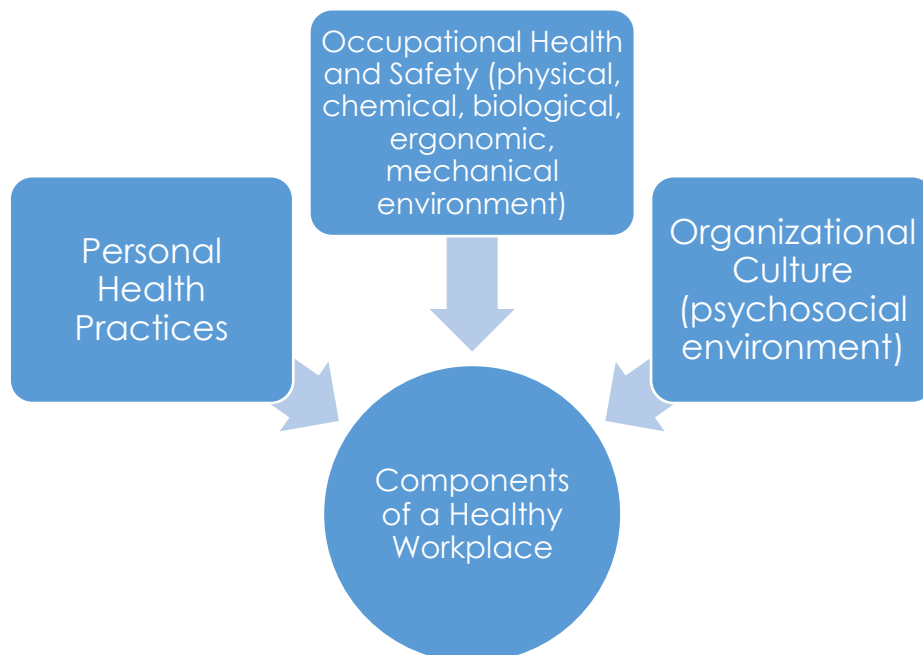 Occupational Health
and Safety (physical,
chemical, biological,
ergonomic,
mechanical
environment)
Personal
Health
Practices
Organizational
Culture
(psychosocial
environment)
Components
of a Healthy
Workplace